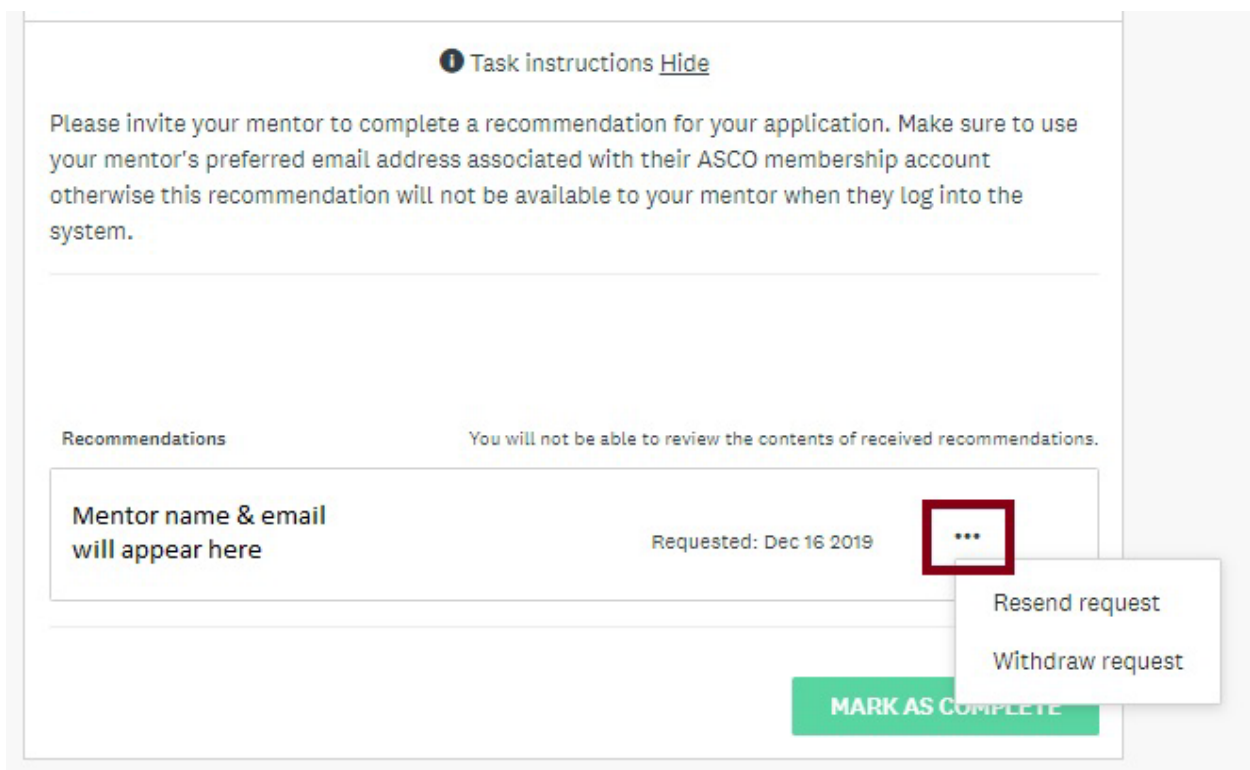 Task instructions Hide
Please invite your mentor to complete a recommendation for your application. Make sure to use
your mentor's preferred email address associated with their ASCO membership account
otherwise this recommendation will not be available to your mentor when they log into the
system.
Recommendations
You will not be able to review the contents of received recommendations.
Mentor name & email
will appear here
Requested: Dec 16 2019
Resend request
Withdraw request
MARK AS COMPLETE